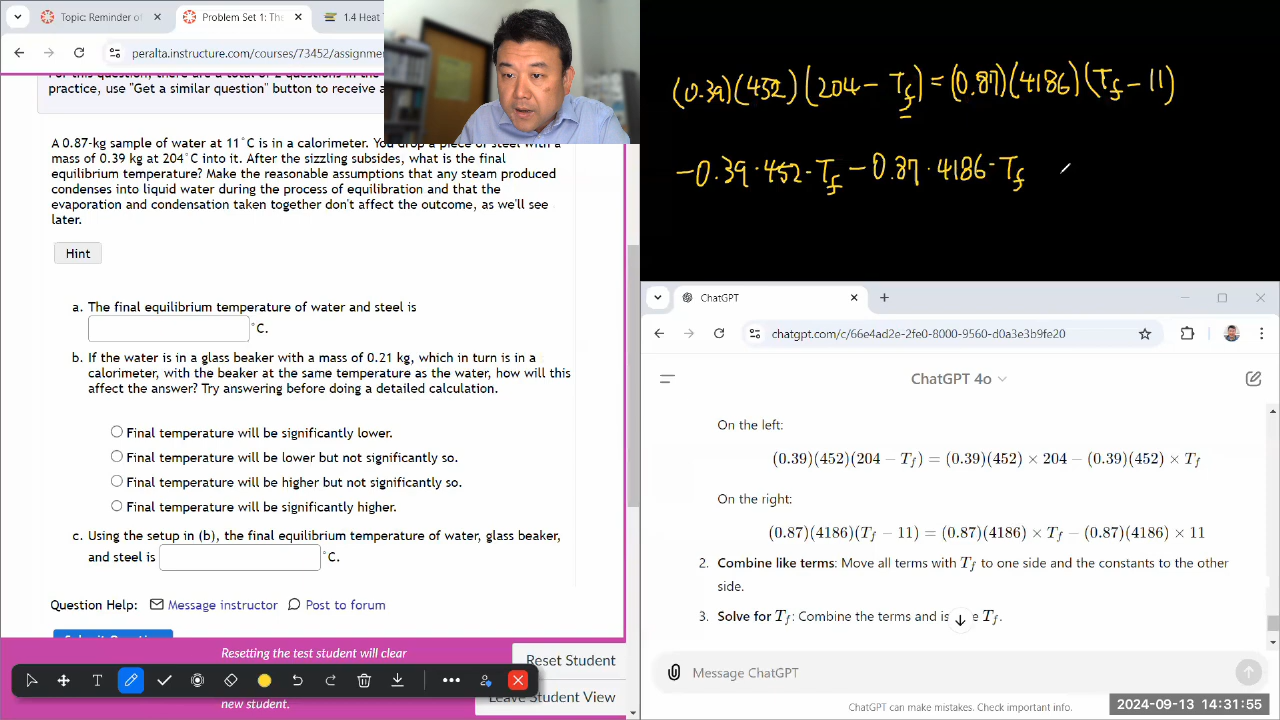 Topic: Reminder of
Problem Set 1: The
1.4 Heat T
peralta.instructure.com/courses/73452/assignme
practice, use "Get a similar question" button to receive a
A 0.87-kg sample of water at 11°C is in a calorimeter. You drop a piece of steel with a
mass of 0.39 kg at 204°C into it. After the sizzling subsides, what is the final
equilibrium temperature? Make the reasonable assumptions that any steam produced
condenses into liquid water during the process of equilibration and that the
evaporation and condensation taken together don't affect the outcome, as we'll see
later.
Hint
a. The final equilibrium temperature of water and steel is
°C.
b. If the water is in a glass beaker with a mass of 0.21 kg, which in turn is in a
calorimeter, with the beaker at the same temperature as the water, how will this
affect the answer? Try answering before doing a detailed calculation.
Final temperature will be significantly lower.
Final temperature will be lower but not significantly so.
Final temperature will be higher but not significantly so.
Final temperature will be significantly higher.
c. Using the setup in (b), the final equilibrium temperature of water, glass beaker,
and steel is °C.
Question Help: Message instructor Post to forum
Submit Question
Resetting the test student will clear
new student.
Reset Student
Leave Student View
(0.39)(452)(204 - T_f) = (0.87)(4186)(T_f - 11)
-0.39 · 452 · T_f - 0.87 · 4186 · T_f
ChatGPT
chatgpt.com/c/66e4ad2e-2fe0-8000-9560-d0a3e3b9fe20
ChatGPT 4o
On the left:
(0.39)(452)(204 − T_f) = (0.39)(452) × 204 − (0.39)(452) × T_f
On the right:
(0.87)(4186)(T_f − 11) = (0.87)(4186) × T_f − (0.87)(4186) × 11
2. Combine like terms: Move all terms with T_f to one side and the constants to the other
side.
3. Solve for T_f: Combine the terms and is e T_f.
Message ChatGPT
ChatGPT can make mistakes. Check important info.
2024-09-13 14:31:55